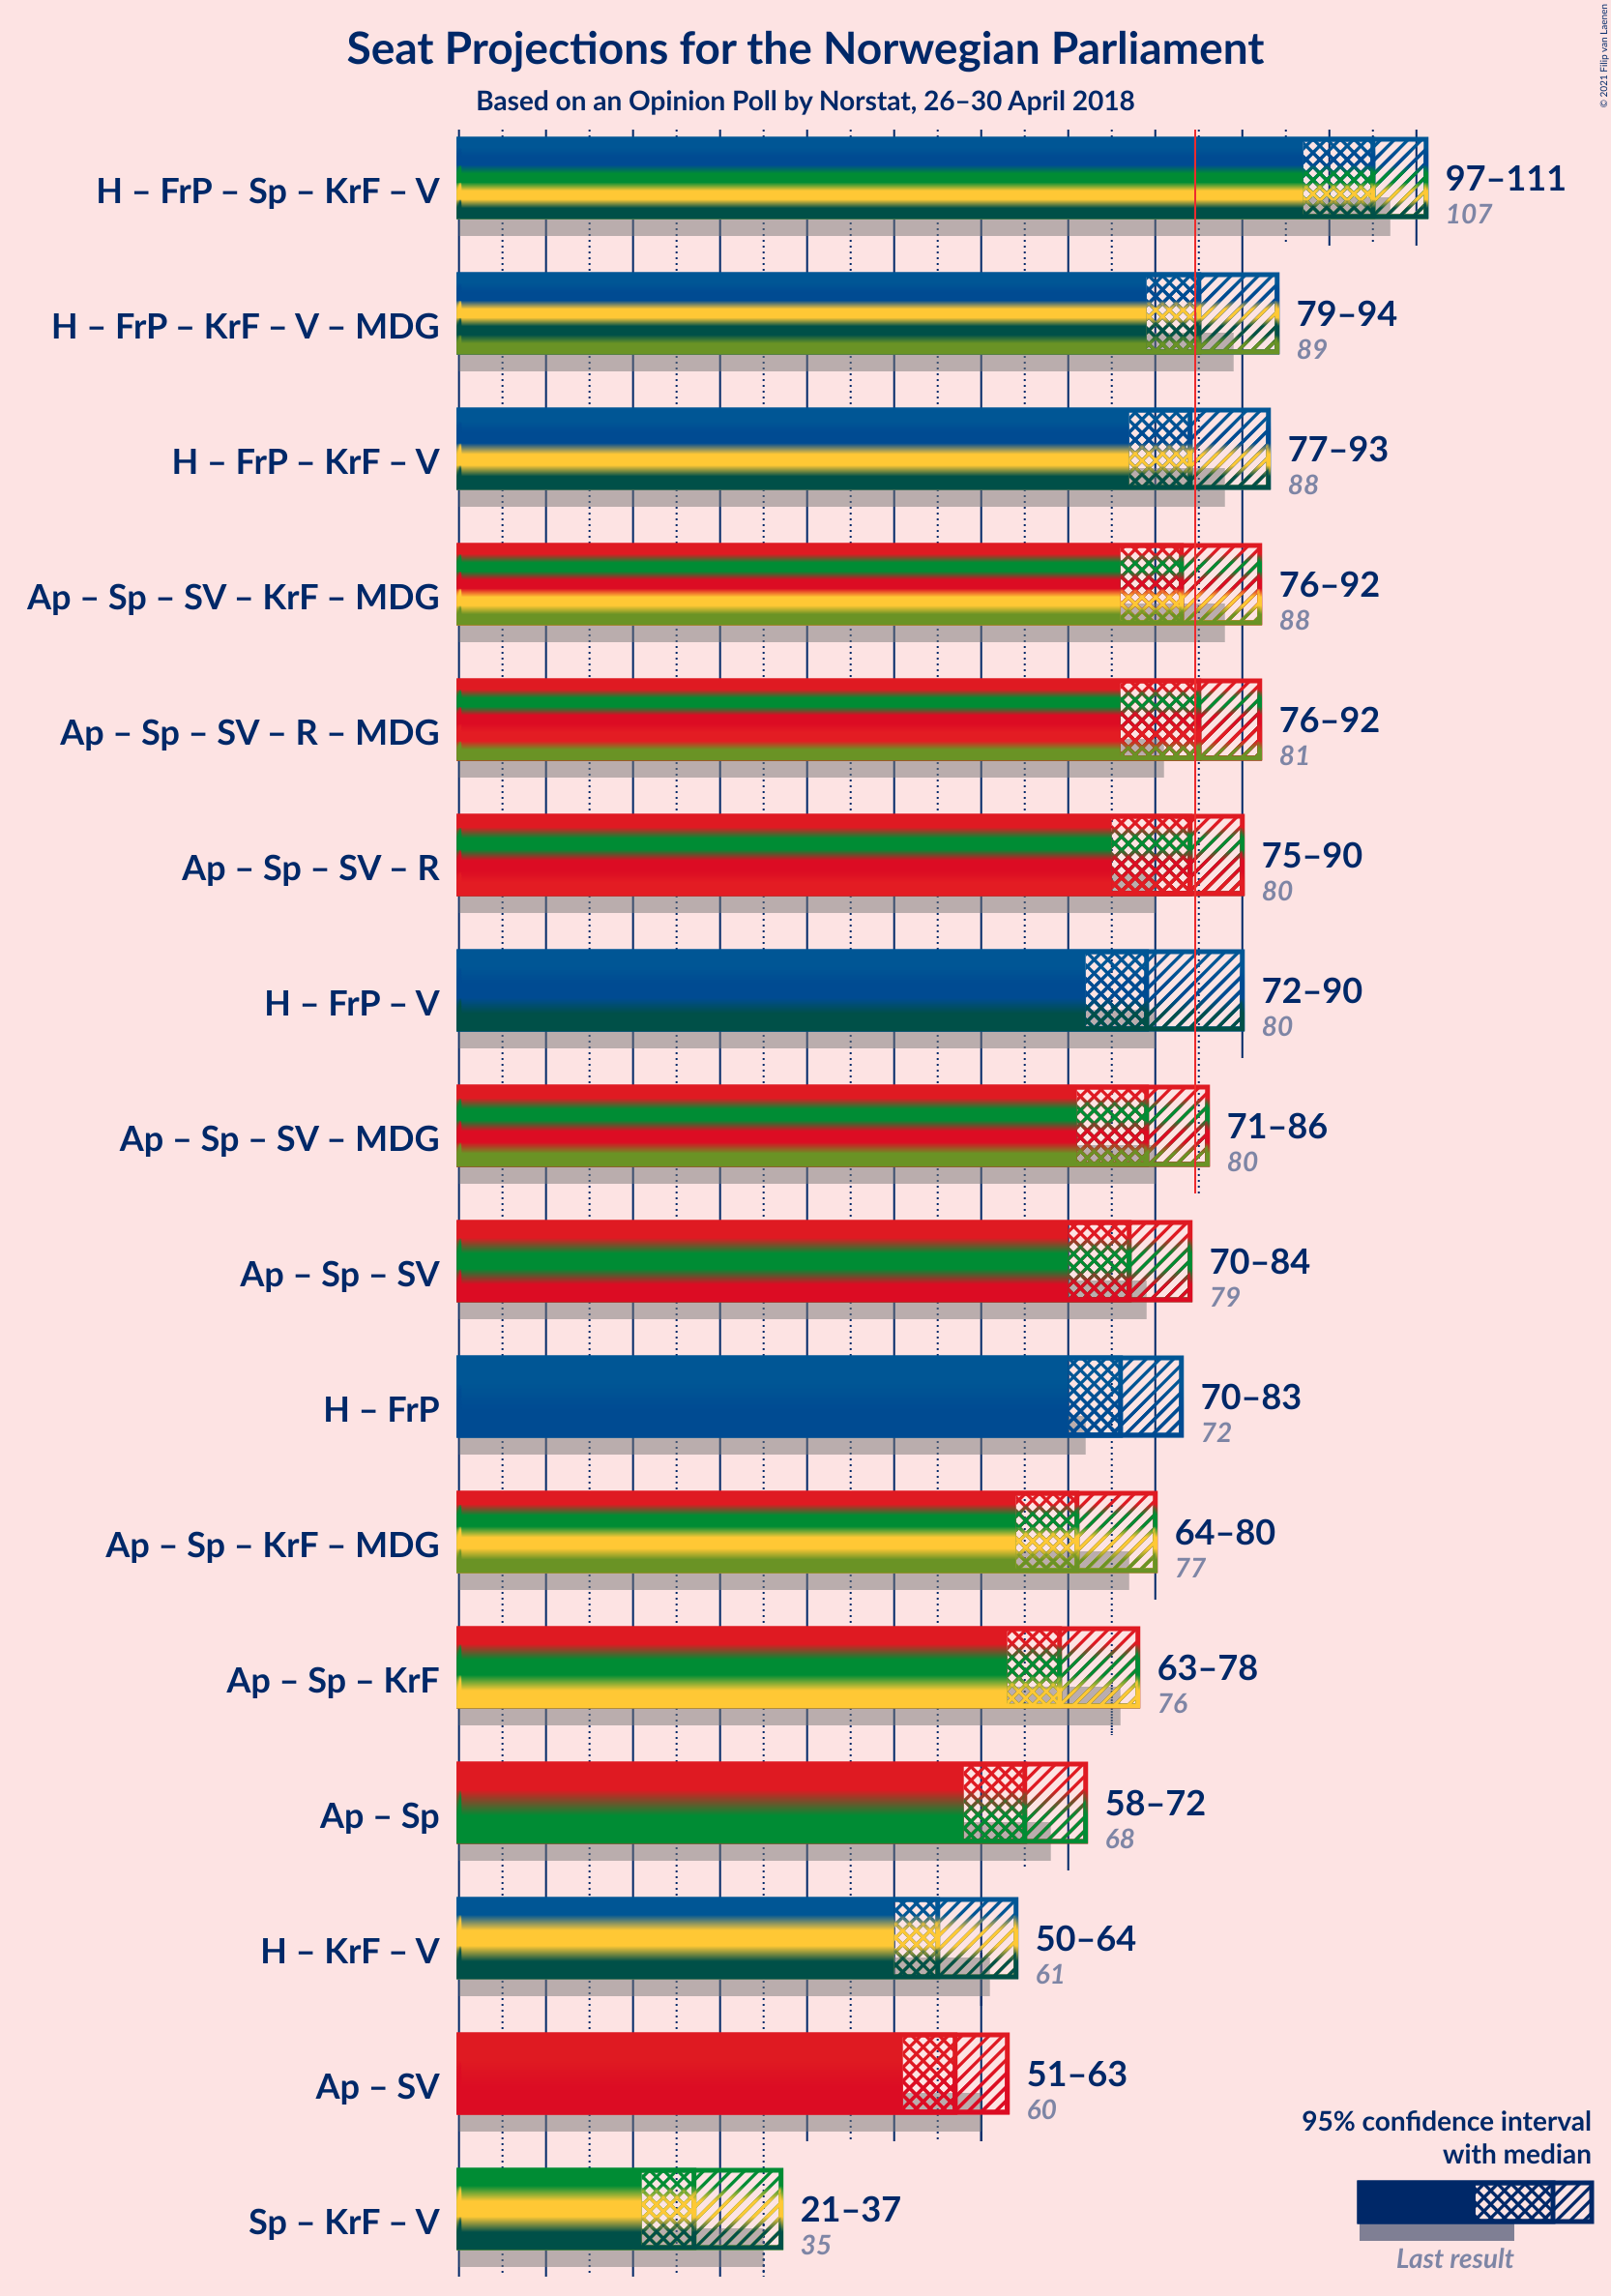 © 2021 Filip van Laenen
Seat Projections for the Norwegian Parliament
Based on an Opinion Poll by Norstat, 26–30 April 2018
H – FrP – Sp – KrF – V
97–111
107
H – FrP – KrF – V – MDG
79–94
89
H – FrP – KrF – V
77–93
88
Ap – Sp – SV – KrF – MDG
76–92
88
Ap – Sp – SV – R – MDG
76–92
81
Ap – Sp – SV – R
75–90
80
H – FrP – V
72–90
80
Ap – Sp – SV – MDG
71–86
80
Ap – Sp – SV
70–84
79
H – FrP
70–83
72
Ap – Sp – KrF – MDG
64–80
77
Ap – Sp – KrF
63–78
76
Ap – Sp
58–72
68
H – KrF – V
50–64
61
Ap – SV
51–63
60
Sp – KrF – V
21–37
35
95% confidence interval
with median
Last result